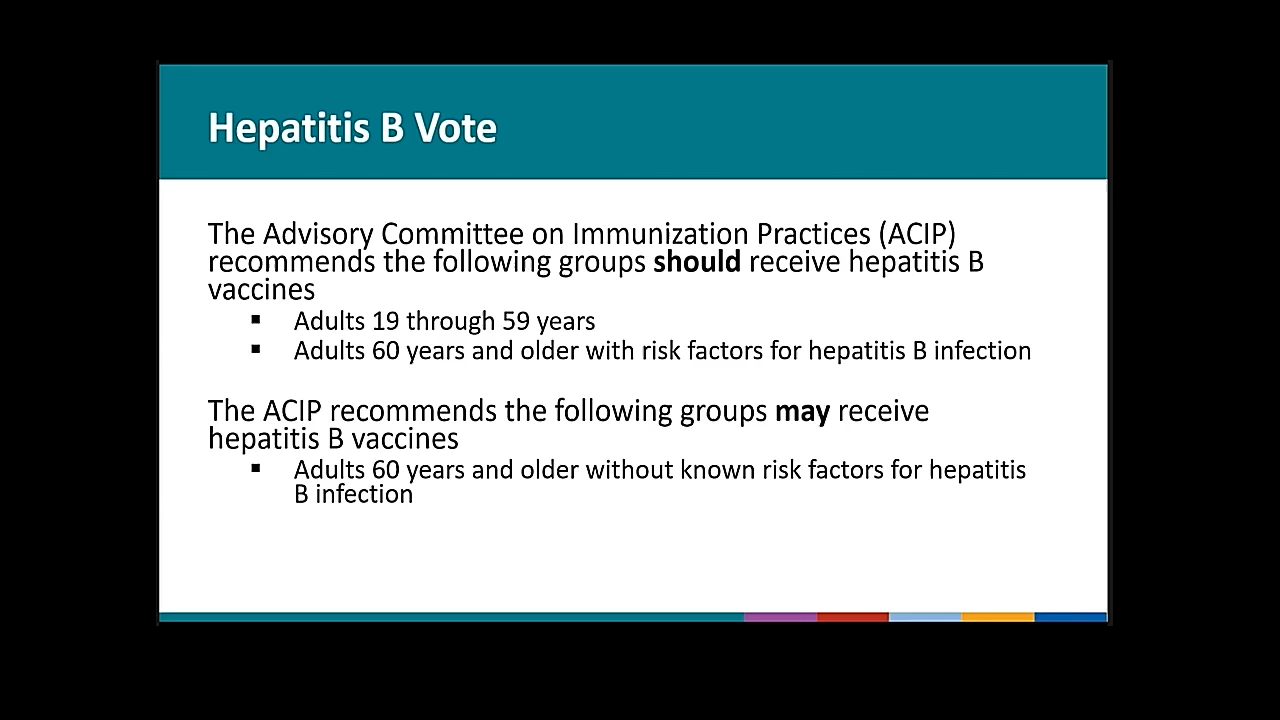 Hepatitis B Vote
The Advisory Committee on Immunization Practices (ACIP)
recommends the following groups should receive hepatitis B
vaccines
▪ Adults 19 through 59 years
▪ Adults 60 years and older with risk factors for hepatitis B infection
The ACIP recommends the following groups may receive
hepatitis B vaccines
▪ Adults 60 years and older without known risk factors for hepatitis
B infection